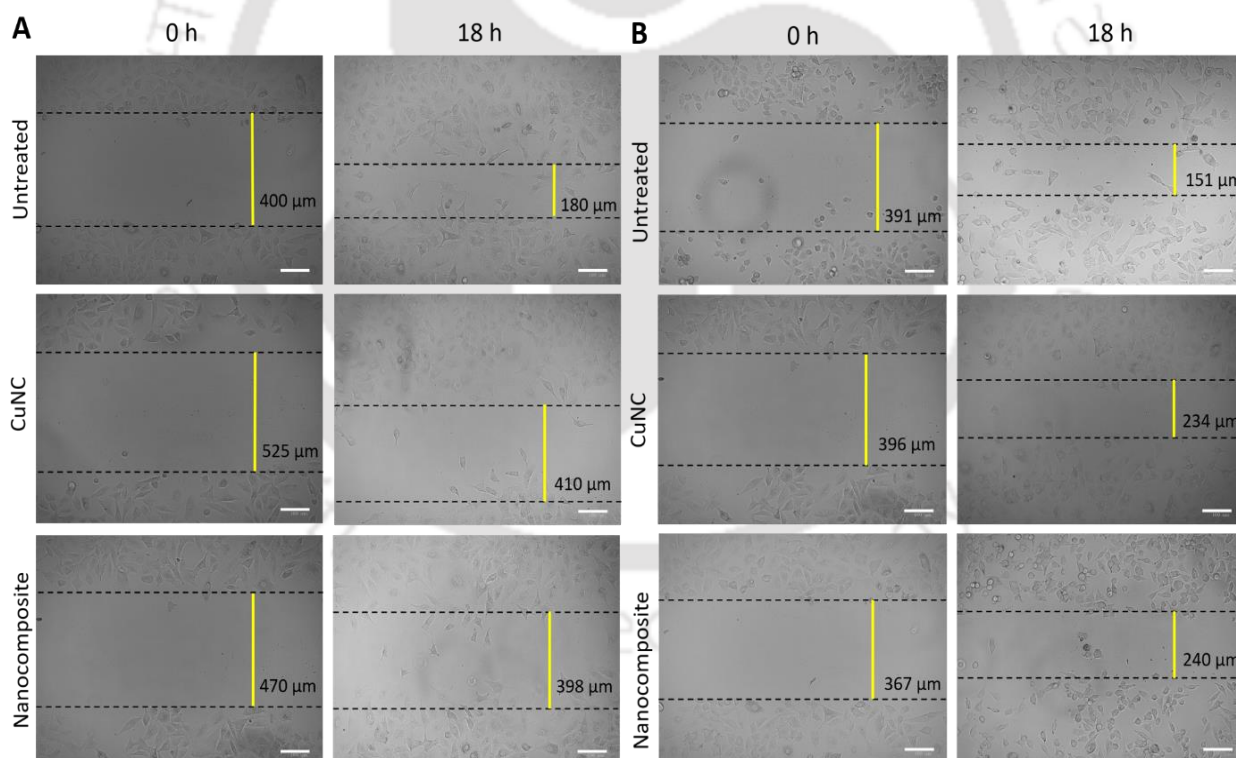 A
0 h
18 h
B
0 h
18 h
Untreated
400 µm
180 µm
Untreated
391 µm
151 µm
CuNC
525 µm
410 µm
CuNC
396 µm
234 µm
Nanocomposite
470 µm
398 µm
Nanocomposite
367 µm
240 µm